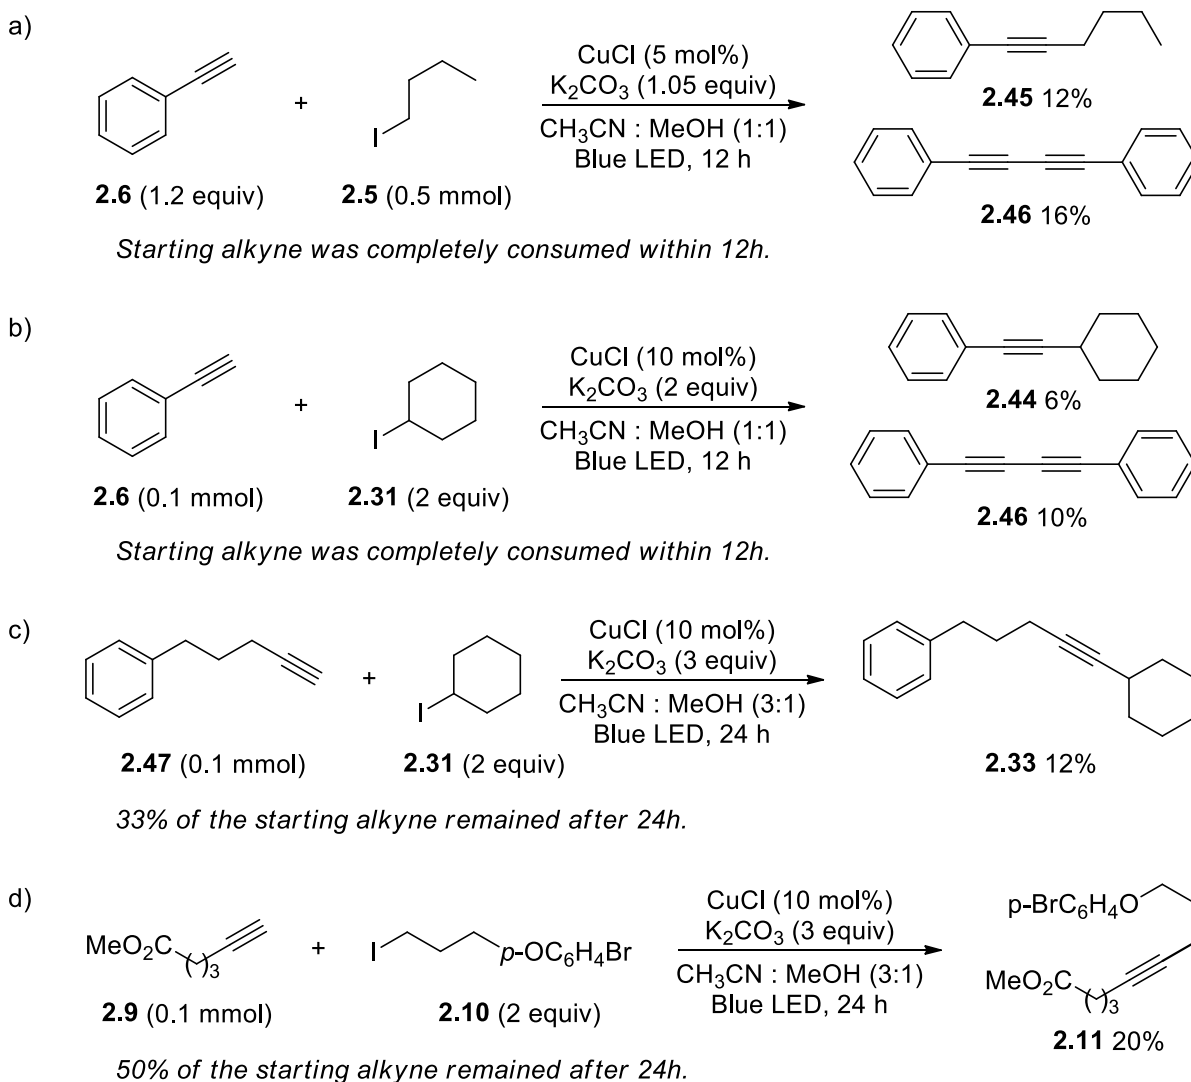 a)
CuCl (5 mol%)
K2CO3 (1.05 equiv)
+
CH3CN : MeOH (1:1)
Blue LED, 12 h
I
2.45 12%
2.6 (1.2 equiv)
2.5 (0.5 mmol)
2.46 16%
Starting alkyne was completely consumed within 12h.
b)
CuCl (10 mol%)
K2CO3 (2 equiv)
+
I
CH3CN : MeOH (1:1)
Blue LED, 12 h
2.44 6%
2.6 (0.1 mmol)
2.31 (2 equiv)
2.46 10%
Starting alkyne was completely consumed within 12h.
c)
CuCl (10 mol%)
K2CO3 (3 equiv)
+
I
CH3CN : MeOH (3:1)
Blue LED, 24 h
2.47 (0.1 mmol)
2.31 (2 equiv)
2.33 12%
33% of the starting alkyne remained after 24h.
d)
CuCl (10 mol%)
K2CO3 (3 equiv)
p-BrC6H4O
MeO2C
( )3
+
I
p-OC6H4Br
CH3CN : MeOH (3:1)
Blue LED, 24 h
MeO2C
( )3
2.9 (0.1 mmol)
2.10 (2 equiv)
2.11 20%
50% of the starting alkyne remained after 24h.